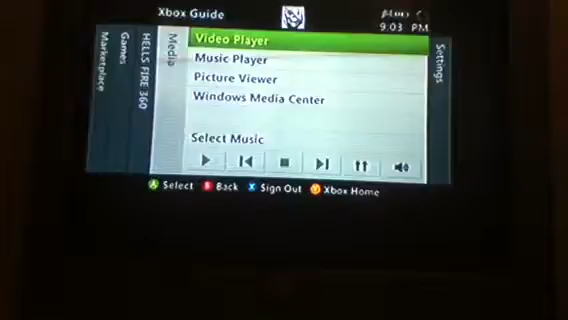 Xbox Guide
9:03 PM
Marketplace
Games
HELLS FIRE 360
Media
Video Player
Music Player
Picture Viewer
Windows Media Center
Select Music
Settings
A Select B Back X Sign Out Y Xbox Home